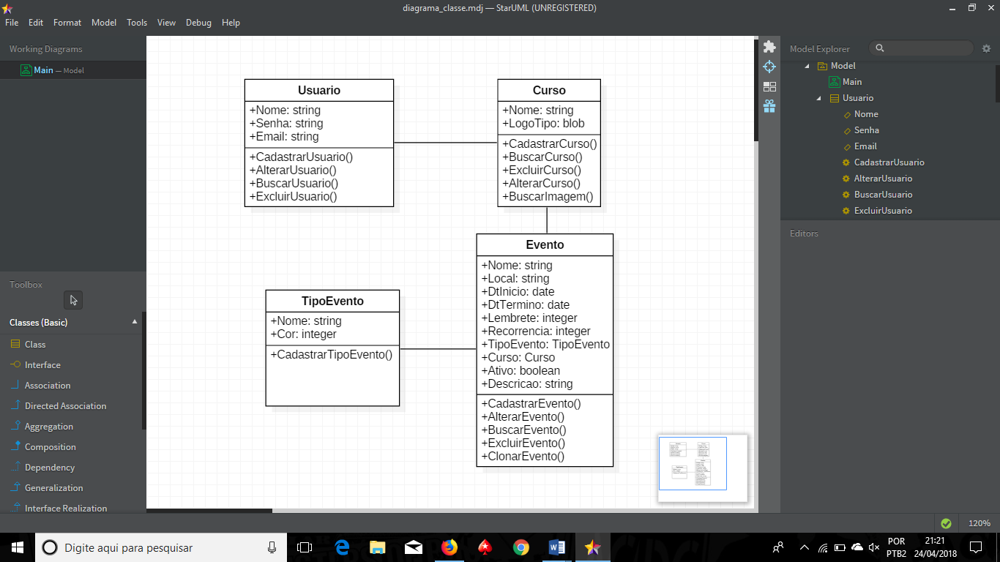 diagrama_classe.mdj — StarUML (UNREGISTERED)
File Edit Format Model Tools View Debug Help
Working Diagrams
Main — Model
Toolbox
Classes (Basic)
Class
Interface
Association
Directed Association
Aggregation
Composition
Dependency
Generalization
Interface Realization
Usuario
+Nome: string
+Senha: string
+Email: string
+CadastrarUsuario()
+AlterarUsuario()
+BuscarUsuario()
+ExcluirUsuario()
Curso
+Nome: string
+LogoTipo: blob
+CadastrarCurso()
+BuscarCurso()
+ExcluirCurso()
+AlterarCurso()
+BuscarImagem()
TipoEvento
+Nome: string
+Cor: integer
+CadastrarTipoEvento()
Evento
+Nome: string
+Local: string
+DtInicio: date
+DtTermino: date
+Lembrete: integer
+Recorrencia: integer
+TipoEvento: TipoEvento
+Curso: Curso
+Ativo: boolean
+Descricao: string
+CadastrarEvento()
+AlterarEvento()
+BuscarEvento()
+ExcluirEvento()
+ClonarEvento()
Model Explorer
Model
Main
Usuario
Nome
Senha
Email
CadastrarUsuario
AlterarUsuario
BuscarUsuario
ExcluirUsuario
Editors
120%
Digite aqui para pesquisar
POR
PTB2
21:21
24/04/2018